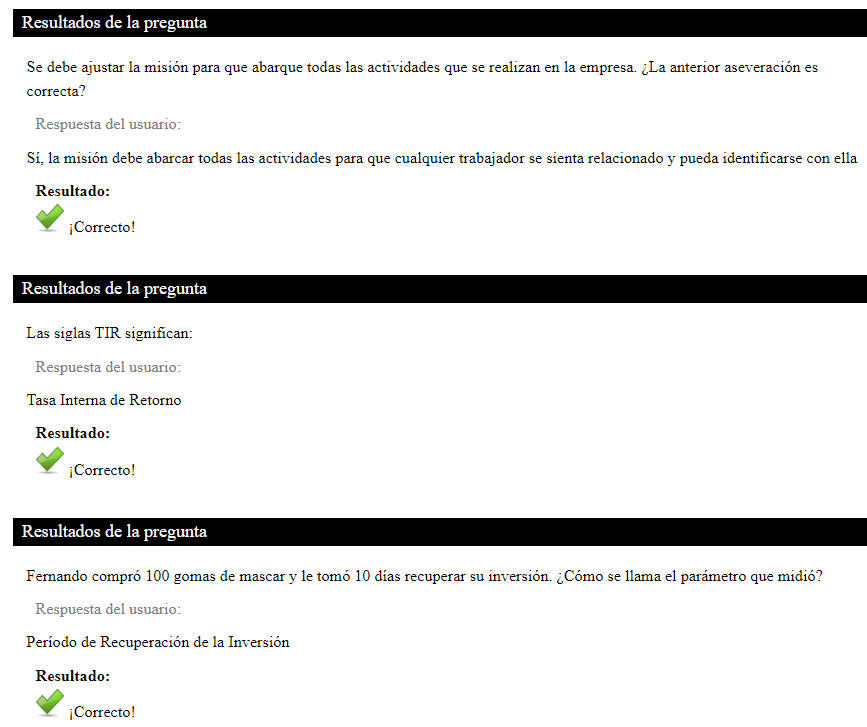 Resultados de la pregunta
Se debe ajustar la misión para que abarque todas las actividades que se realizan en la empresa. ¿La anterior aseveración es
correcta?
Respuesta del usuario:
Sí, la misión debe abarcar todas las actividades para que cualquier trabajador se sienta relacionado y pueda identificarse con ella
Resultado:
¡Correcto!
Resultados de la pregunta
Las siglas TIR significan:
Respuesta del usuario:
Tasa Interna de Retorno
Resultado:
¡Correcto!
Resultados de la pregunta
Fernando compró 100 gomas de mascar y le tomó 10 días recuperar su inversión. ¿Cómo se llama el parámetro que midió?
Respuesta del usuario:
Período de Recuperación de la Inversión
Resultado:
¡Correcto!